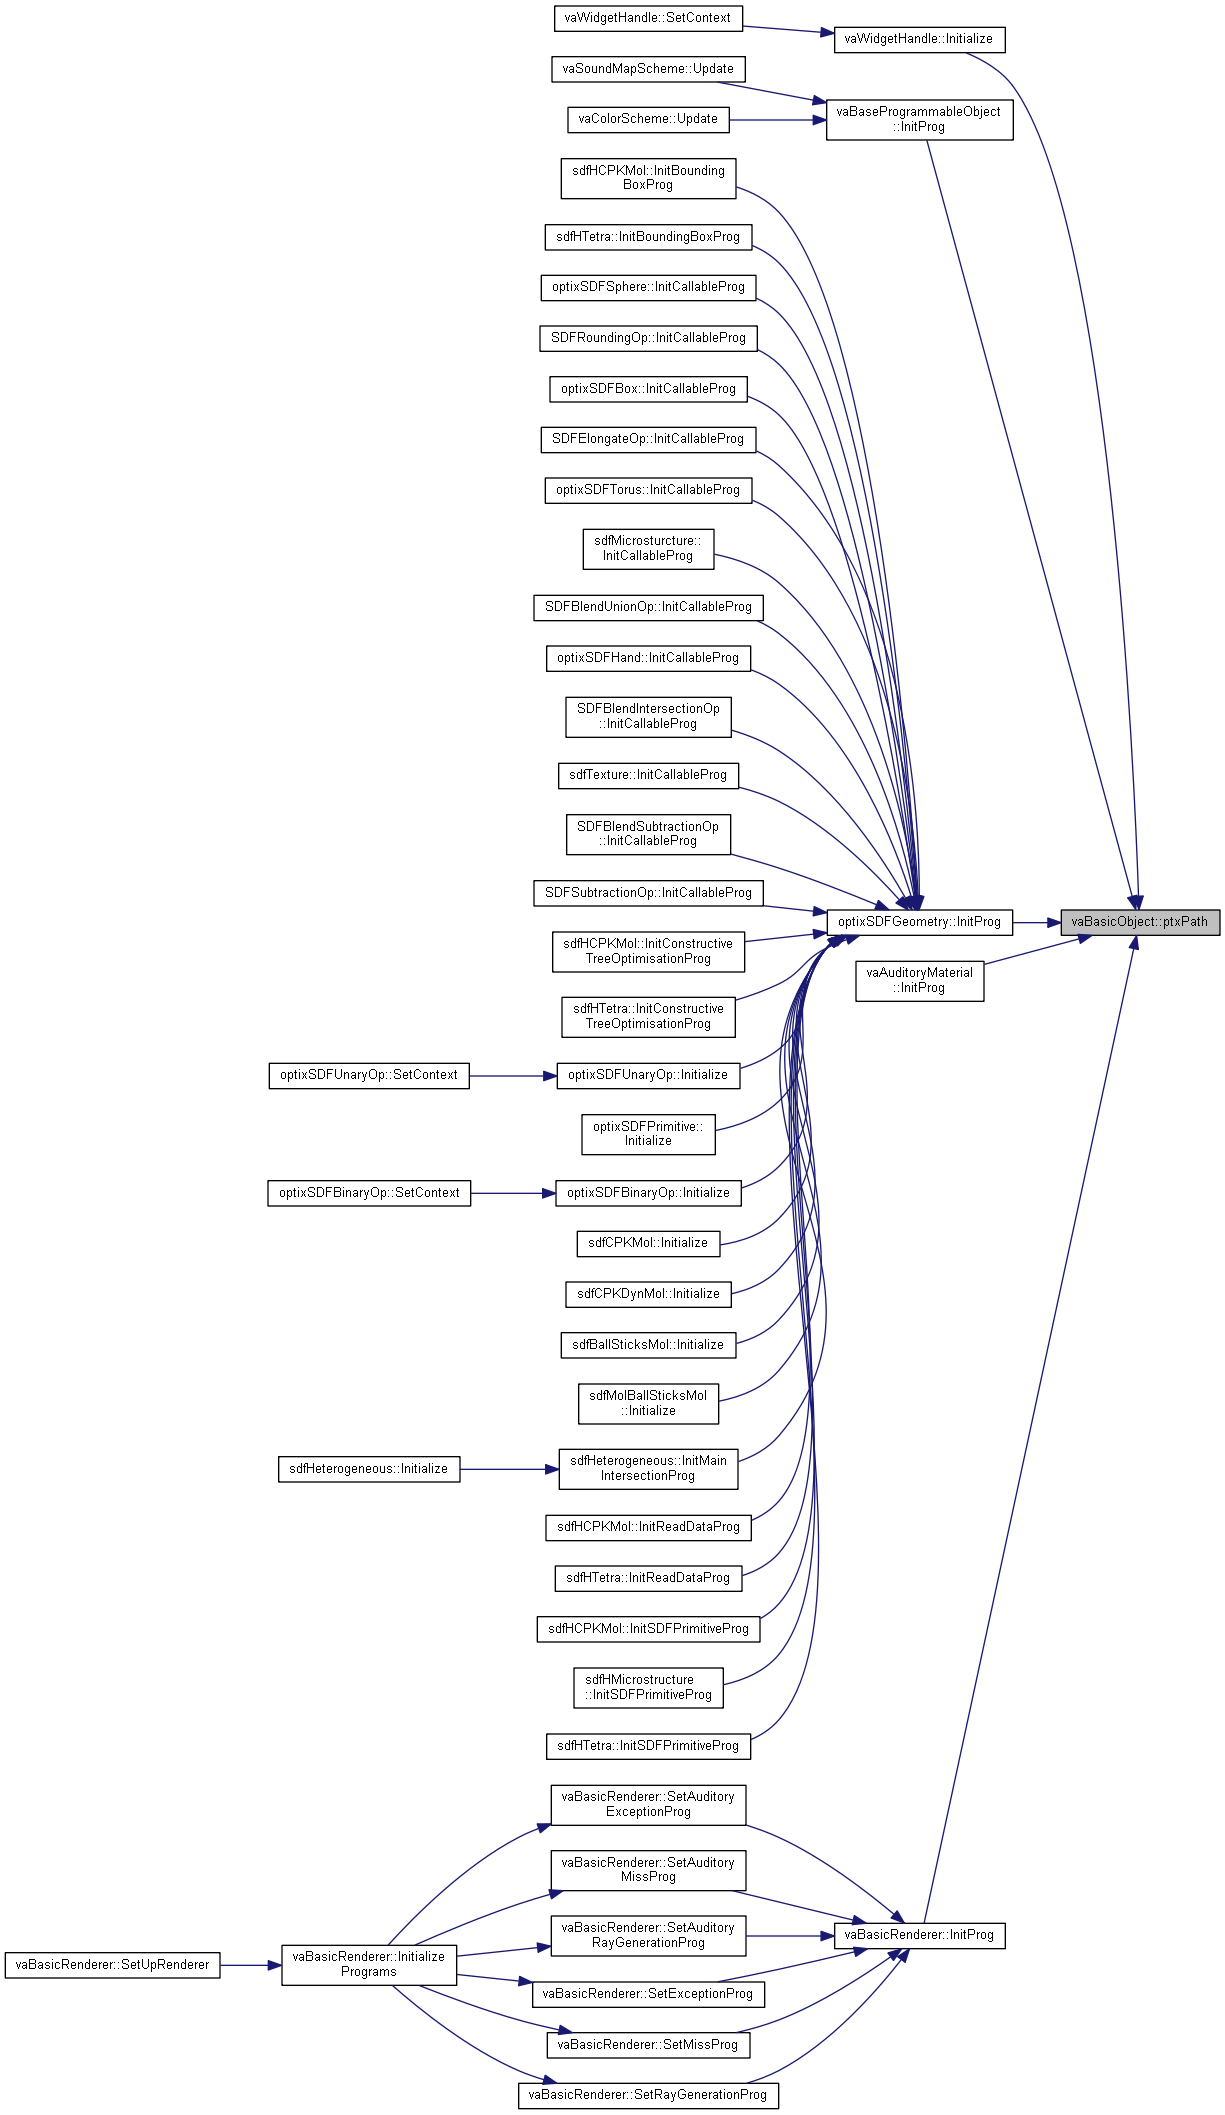 vaWidgetHandle::SetContext
vaWidgetHandle::Initialize
vaSoundMapScheme::Update
vaBaseProgrammableObject
::InitProg
vaColorScheme::Update
sdfHCPKMol::InitBounding
BoxProg
sdfHTetra::InitBoundingBoxProg
optixSDFSphere::InitCallableProg
SDFRoundingOp::InitCallableProg
optixSDFBox::InitCallableProg
SDFElongateOp::InitCallableProg
optixSDFTorus::InitCallableProg
sdfMicrosturcture::
InitCallableProg
SDFBlendUnionOp::InitCallableProg
optixSDFHand::InitCallableProg
SDFBlendIntersectionOp
::InitCallableProg
sdfTexture::InitCallableProg
SDFBlendSubtractionOp
::InitCallableProg
SDFSubtractionOp::InitCallableProg
optixSDFGeometry::InitProg
vaBasicObject::ptxPath
sdfHCPKMol::InitConstructive
TreeOptimisationProg
vaAuditoryMaterial
::InitProg
sdfHTetra::InitConstructive
TreeOptimisationProg
optixSDFUnaryOp::SetContext
optixSDFUnaryOp::Initialize
optixSDFPrimitive::
Initialize
optixSDFBinaryOp::SetContext
optixSDFBinaryOp::Initialize
sdfCPKMol::Initialize
sdfCPKDynMol::Initialize
sdfBallSticksMol::Initialize
sdfMolBallSticksMol
::Initialize
sdfHeterogeneous::Initialize
sdfHeterogeneous::InitMain
IntersectionProg
sdfHCPKMol::InitReadDataProg
sdfHTetra::InitReadDataProg
sdfHCPKMol::InitSDFPrimitiveProg
sdfHMicrostructure
::InitSDFPrimitiveProg
sdfHTetra::InitSDFPrimitiveProg
vaBasicRenderer::SetAuditory
ExceptionProg
vaBasicRenderer::SetAuditory
MissProg
vaBasicRenderer::SetAuditory
RayGenerationProg
vaBasicRenderer::InitProg
vaBasicRenderer::SetUpRenderer
vaBasicRenderer::Initialize
Programs
vaBasicRenderer::SetExceptionProg
vaBasicRenderer::SetMissProg
vaBasicRenderer::SetRayGenerationProg